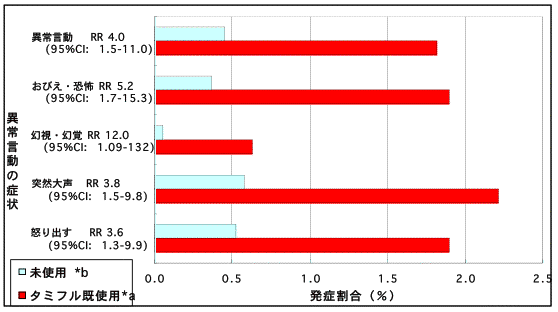 異常言動 RR 4.0
(95%CI: 1.5-11.0)
おびえ・恐怖 RR 5.2
(95%CI: 1.7-15.3)
幻視・幻覚 RR 12.0
(95%CI: 1.09-132)
突然大声 RR 3.8
(95%CI: 1.5-9.8)
怒り出す RR 3.6
(95%CI: 1.3-9.9)
異常言動の症状
0.0 0.5 1.0 1.5 2.0 2.5
発症割合(%)
未使用 *b
タミフル既使用*a